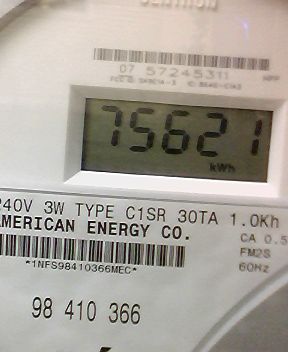 07 57245311
75621
kWh
240V 3W TYPE C1SR 30TA 1.0Kh
AMERICAN ENERGY CO.
CA 0.5
*1NFS98410366MEC*
FM2S
60Hz
98 410 366